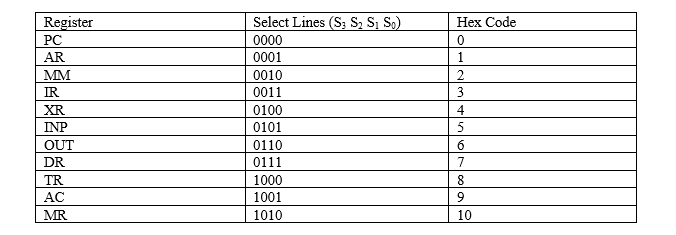 Register Select Lines (S3 S2 S1 S0) Hex Code
PC 0000 0
AR 0001 1
MM 0010 2
IR 0011 3
XR 0100 4
INP 0101 5
OUT 0110 6
DR 0111 7
TR 1000 8
AC 1001 9
MR 1010 10